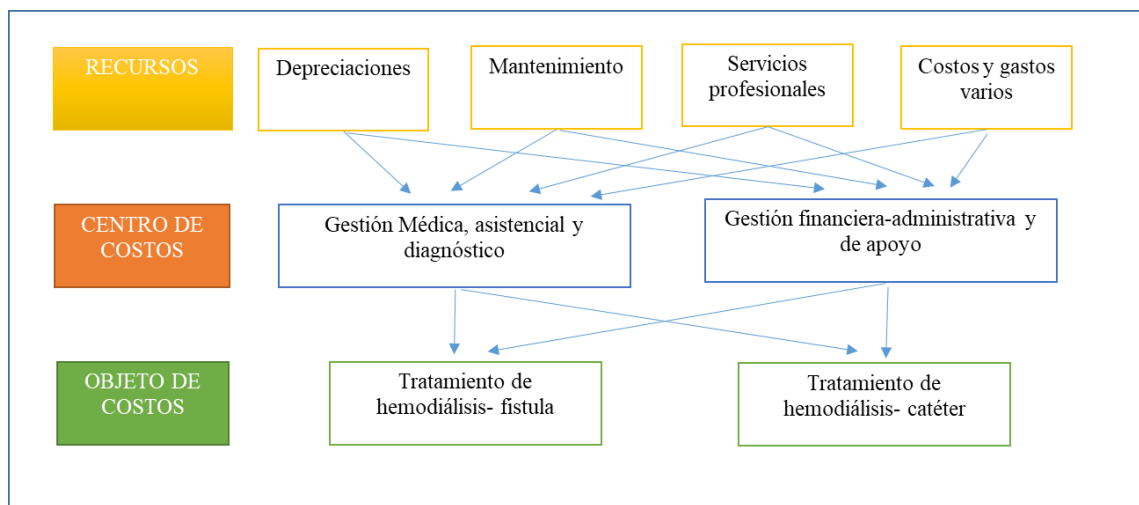 RECURSOS
Depreciaciones
Mantenimiento
Servicios
profesionales
Costos y gastos
varios
CENTRO DE
COSTOS
Gestión Médica, asistencial y
diagnóstico
Gestión financiera-administrativa y
de apoyo
OBJETO DE
COSTOS
Tratamiento de
hemodiálisis- fístula
Tratamiento de
hemodiálisis- catéter